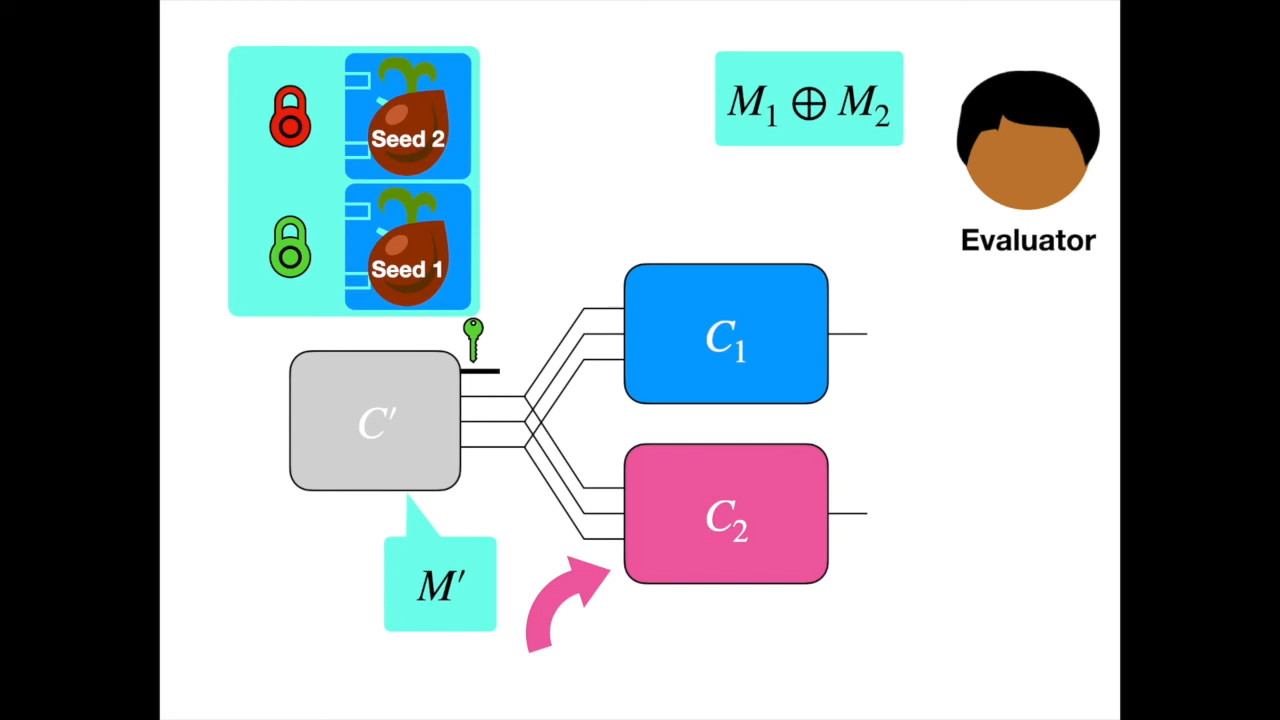 Seed 2
M₁ ⊕ M₂
Seed 1
Evaluator
C₁
C′
C₂
M′